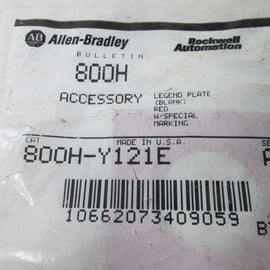 AB Allen-Bradley Rockwell Automation
BULLETIN
800H
ACCESSORY LEGEND PLATE
(BLANK)
RED
W/SPECIAL
MARKING
CAT MADE IN U.S.A. SE
800H-Y121E
10662073409059